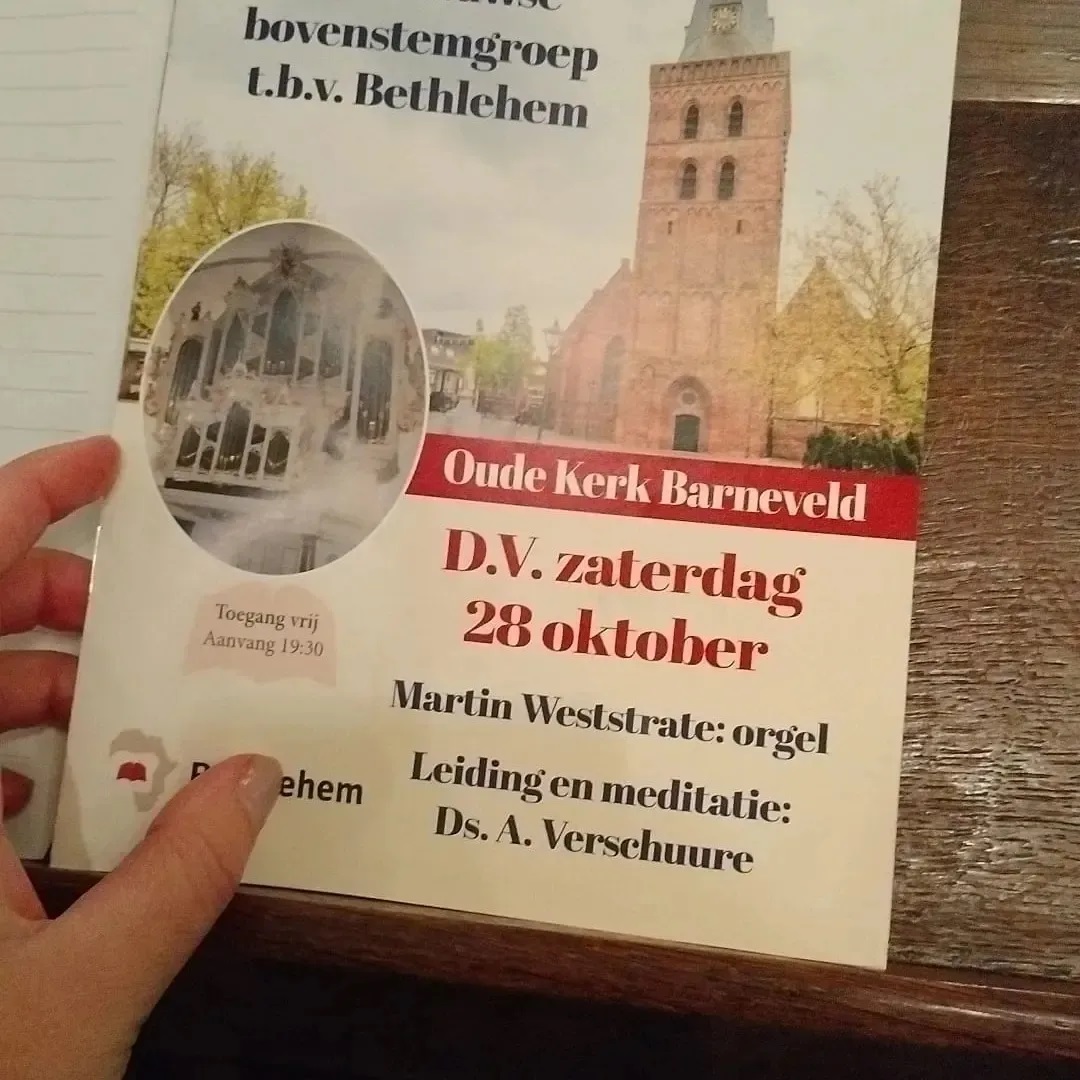 bovenstemgroep
t.b.v. Bethlehem
Oude Kerk Barneveld
D.V. zaterdag
28 oktober
Toegang vrij
Aanvang 19:30
Martin Weststrate: orgel
Leiding en meditatie:
Ds. A. Verschuure